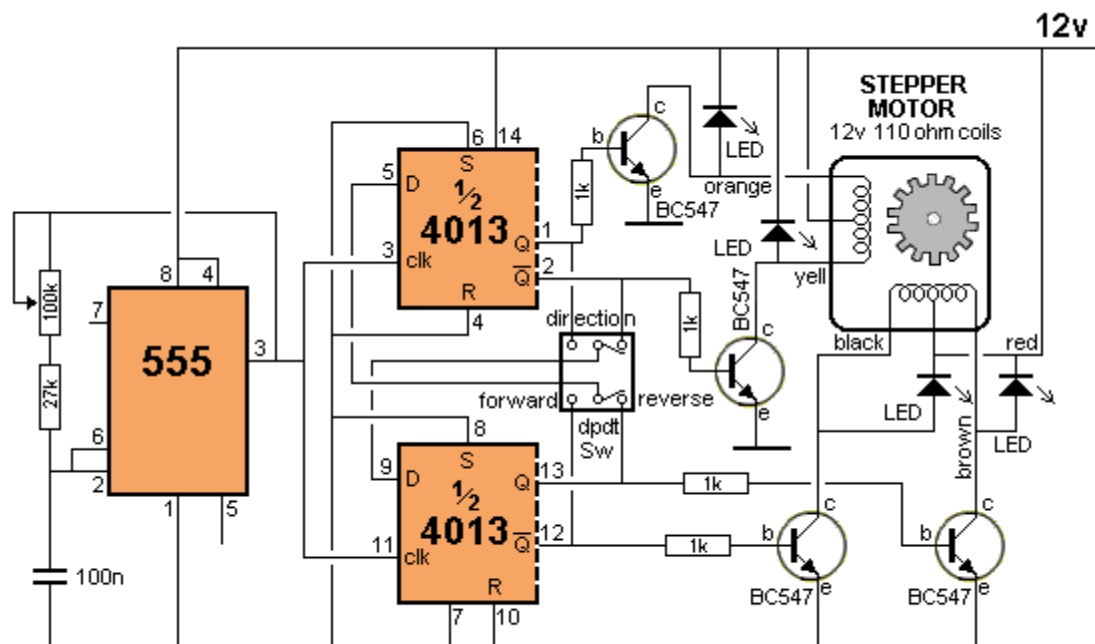 12v
STEPPER
MOTOR
12v 110 ohm coils
c
b
e
BC547
LED
orange
1k
6
14
5
D
S
½
4013
3
clk
Q
1
Q
2
R
4
LED
yell
BC547
1k
c
b
e
8
4
7
100k
27k
555
3
6
2
1
5
100n
direction
forward
reverse
dpdt
Sw
black
red
LED
LED
brown
8
9
D
S
½
4013
Q
13
11
clk
Q
12
R
7
10
1k
1k
c
b
e
BC547
c
b
e
BC547